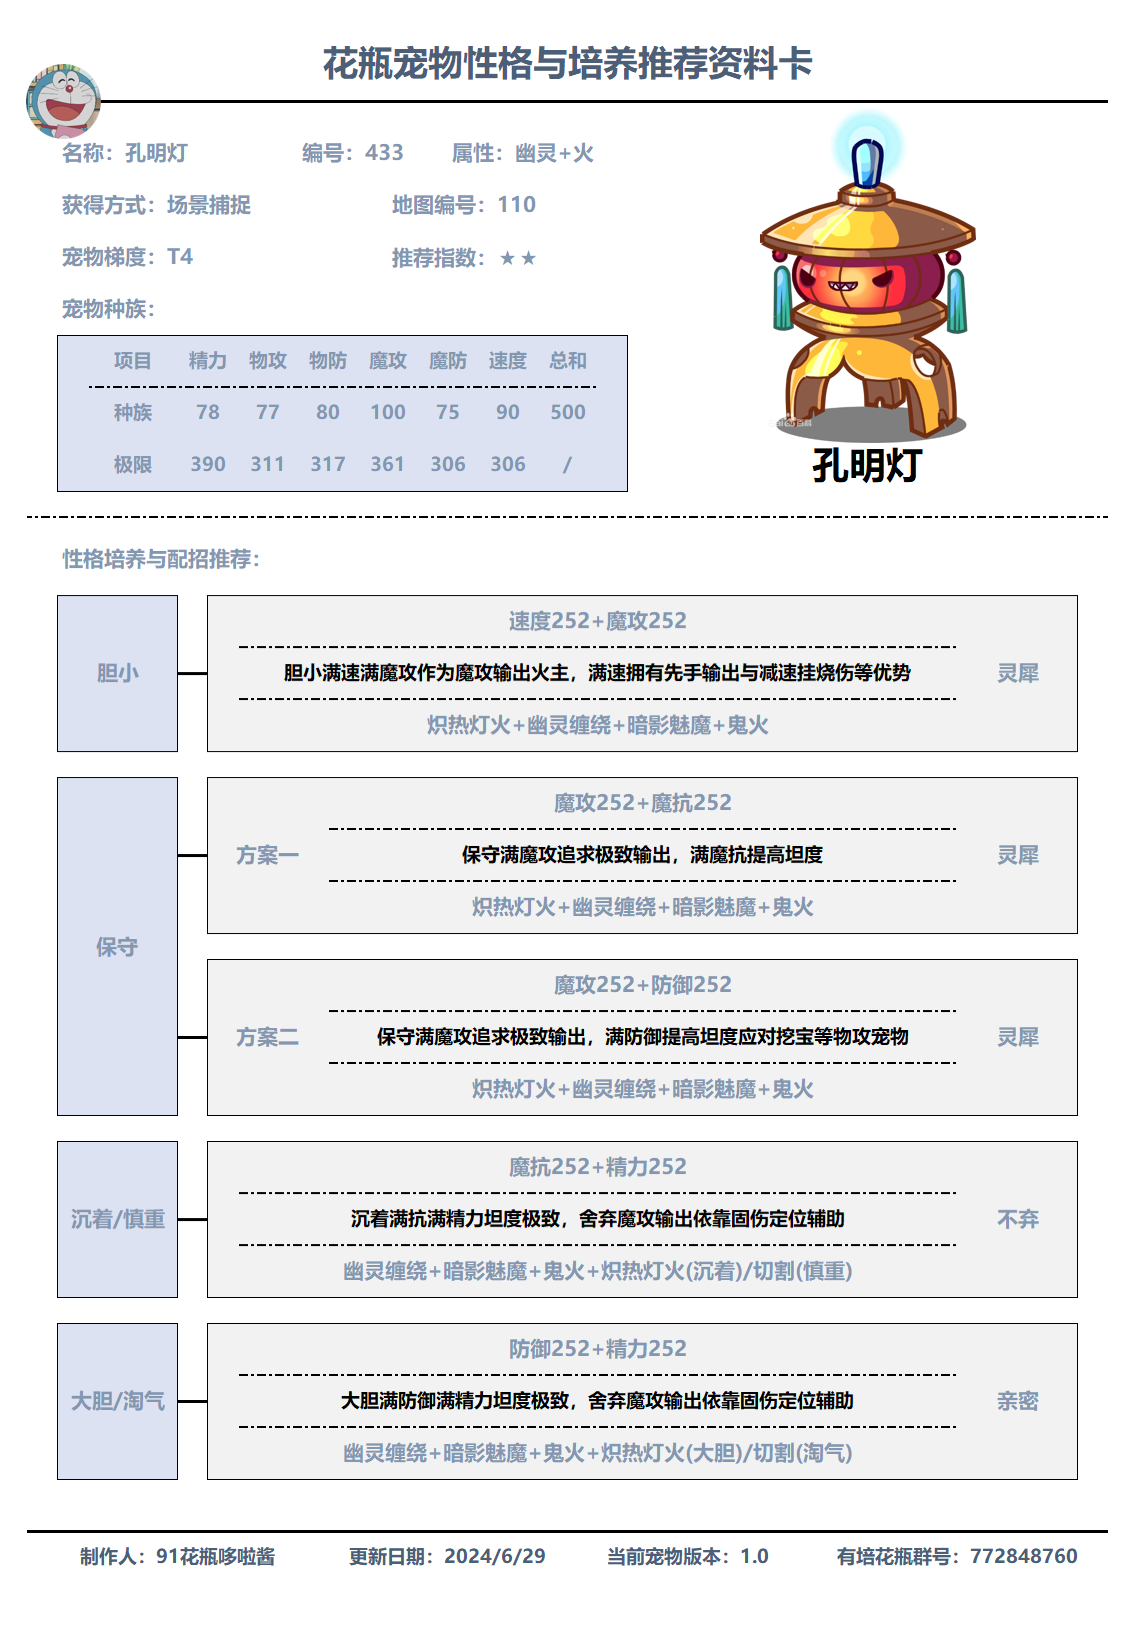 花瓶宠物性格与培养推荐资料卡
名称：孔明灯 编号：433 属性：幽灵+火
获得方式：场景捕捉 地图编号：110
宠物梯度：T4 推荐指数：★★
宠物种族：
项目 精力 物攻 物防 魔攻 魔防 速度 总和
种族 78 77 80 100 75 90 500
极限 390 311 317 361 306 306 /
孔明灯
性格培养与配招推荐：
胆小
速度252+魔攻252
胆小满速满魔攻作为魔攻输出火主，满速拥有先手输出与减速挂烧伤等优势
炽热灯火+幽灵缠绕+暗影魅魔+鬼火
灵犀
保守
方案一
魔攻252+魔抗252
保守满魔攻追求极致输出，满魔抗提高坦度
炽热灯火+幽灵缠绕+暗影魅魔+鬼火
灵犀
方案二
魔攻252+防御252
保守满魔攻追求极致输出，满防御提高坦度应对挖宝等物攻宠物
炽热灯火+幽灵缠绕+暗影魅魔+鬼火
灵犀
沉着/慎重
魔抗252+精力252
沉着满抗满精力坦度极致，舍弃魔攻输出依靠固伤定位辅助
幽灵缠绕+暗影魅魔+鬼火+炽热灯火(沉着)/切割(慎重)
不弃
大胆/淘气
防御252+精力252
大胆满防御满精力坦度极致，舍弃魔攻输出依靠固伤定位辅助
幽灵缠绕+暗影魅魔+鬼火+炽热灯火(大胆)/切割(淘气)
亲密
制作人：91花瓶哆啦酱 更新日期：2024/6/29 当前宠物版本：1.0 有培花瓶群号：772848760